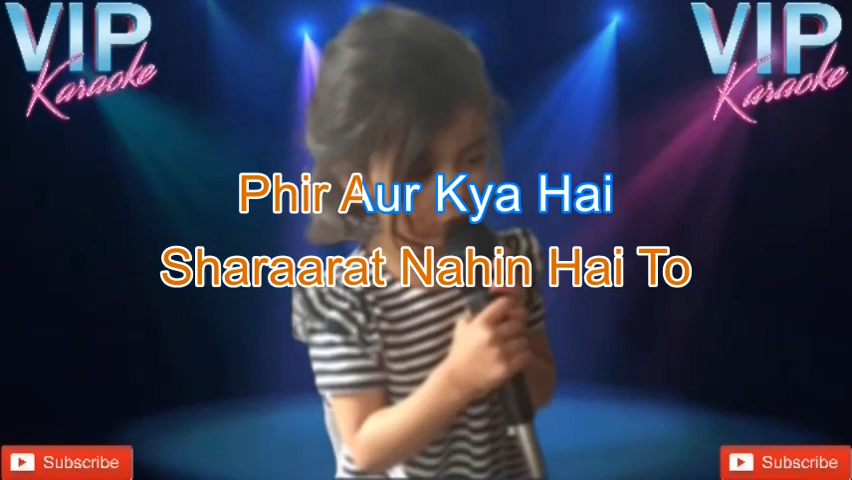 VIP VIP
Karaoke Karaoke
Phir Aur Kya Hai
Sharaarat Nahin Hai To
Subscribe Subscribe